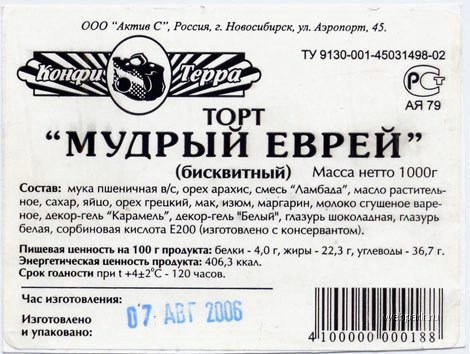 ООО "Актив С", Россия, г. Новосибирск, ул. Аэропорт, 45.
ТУ 9130-001-45031498-02
Конфи Терра
РСТ
АЯ 79
ТОРТ
"МУДРЫЙ ЕВРЕЙ"
(бисквитный) Масса нетто 1000г
Состав: мука пшеничная в/с, орех арахис, смесь "Ламбада", масло раститель-
ное, сахар, яйцо, орех грецкий, мак, изюм, маргарин, молоко сгущеное варе-
ное, декор-гель "Карамель", декор-гель "Белый", глазурь шоколадная, глазурь
белая, сорбиновая кислота Е200 (изготовлено с консервантом).
Пищевая ценность на 100 г продукта: белки - 4,0 г, жиры - 22,3 г, углеводы - 36,7 г.
Энергетическая ценность продукта: 406,3 ккал.
Срок годности при t +4±2°С - 120 часов.
Час изготовления:
Изготовлено
и упаковано:
07 АВГ 2006
4100000000188